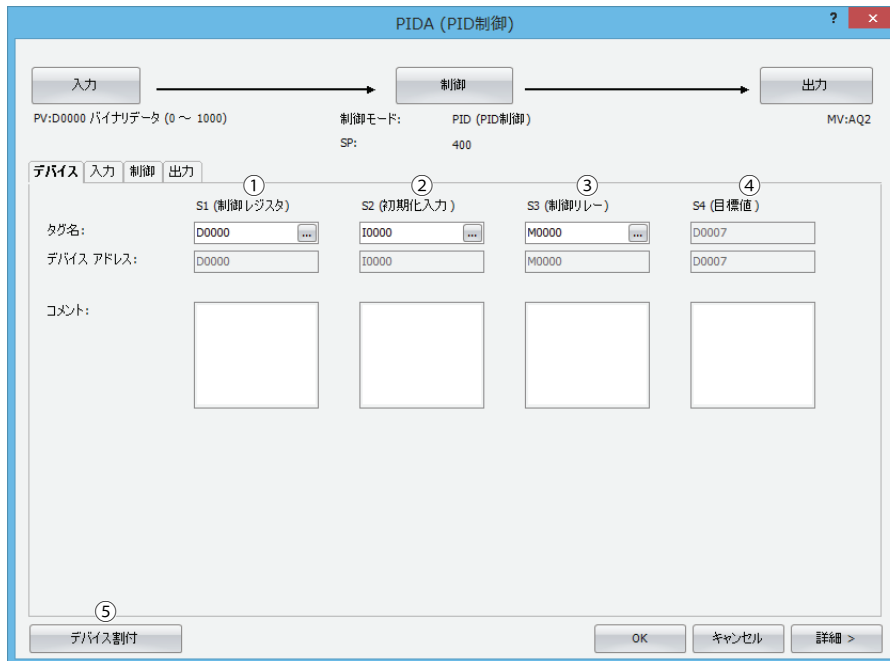 PIDA (PID制御)
? ×
入力 制御 出力
PV:D0000 バイナリデータ (0 ～ 1000) 制御モード: PID (PID制御) MV:AQ2
SP: 400
デバイス 入力 制御 出力
① ② ③ ④
S1 (制御レジスタ) S2 (初期化入力) S3 (制御リレー) S4 (目標値)
タグ名: D0000 ... I0000 ... M0000 ... D0007
デバイス アドレス: D0000 I0000 M0000 D0007
コメント:
⑤
デバイス割付 OK キャンセル 詳細 >